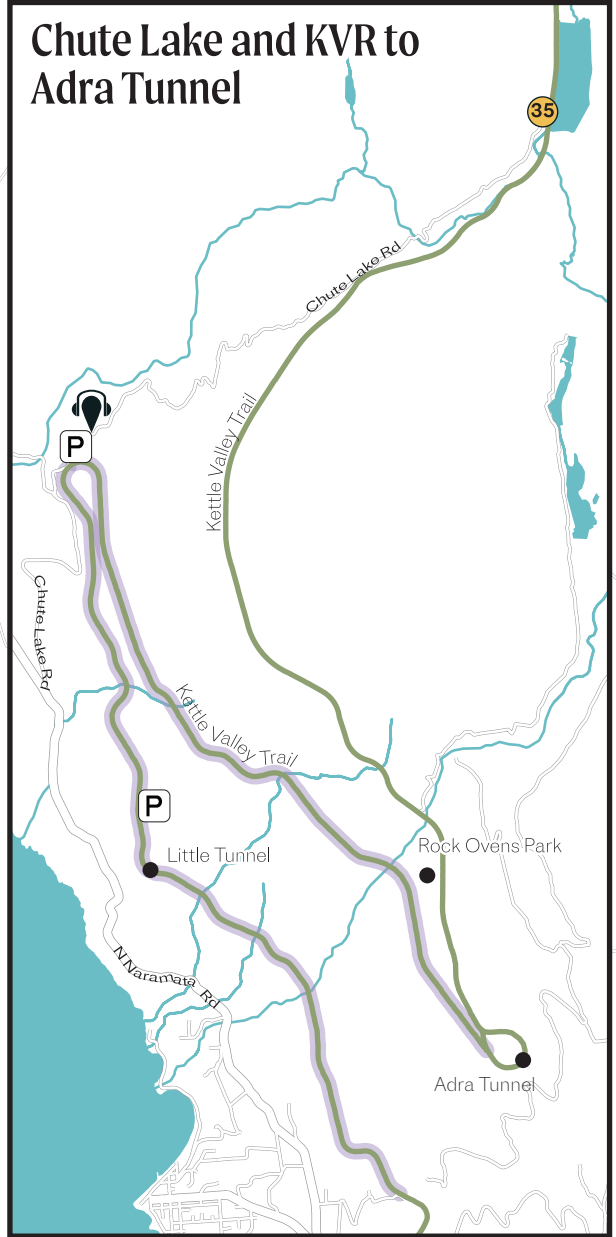 Chute Lake and KVR to
Adra Tunnel
35
Chute Lake Rd
Kettle Valley Trail
P
Chute Lake Rd
Kettle Valley Trail
P
Little Tunnel
Rock Ovens Park
N Naramata Rd
Adra Tunnel